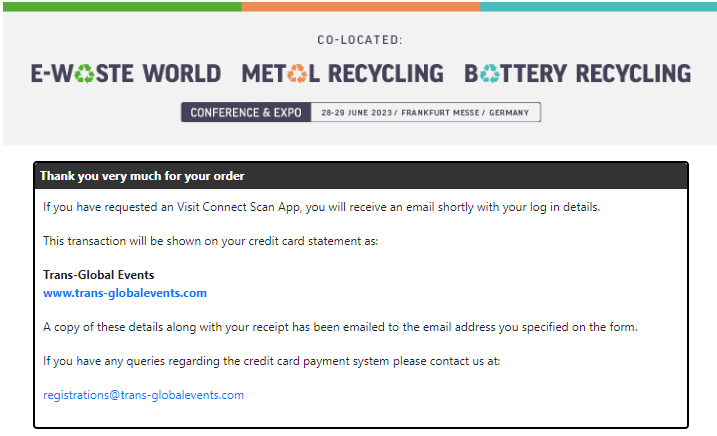 CO-LOCATED:
E-WASTE WORLD METAL RECYCLING BATTERY RECYCLING
CONFERENCE & EXPO 28-29 JUNE 2023 / FRANKFURT MESSE / GERMANY
Thank you very much for your order
If you have requested an Visit Connect Scan App, you will receive an email shortly with your log in details.
This transaction will be shown on your credit card statement as:
Trans-Global Events
www.trans-globalevents.com
A copy of these details along with your receipt has been emailed to the email address you specified on the form.
If you have any queries regarding the credit card payment system please contact us at:
registrations@trans-globalevents.com